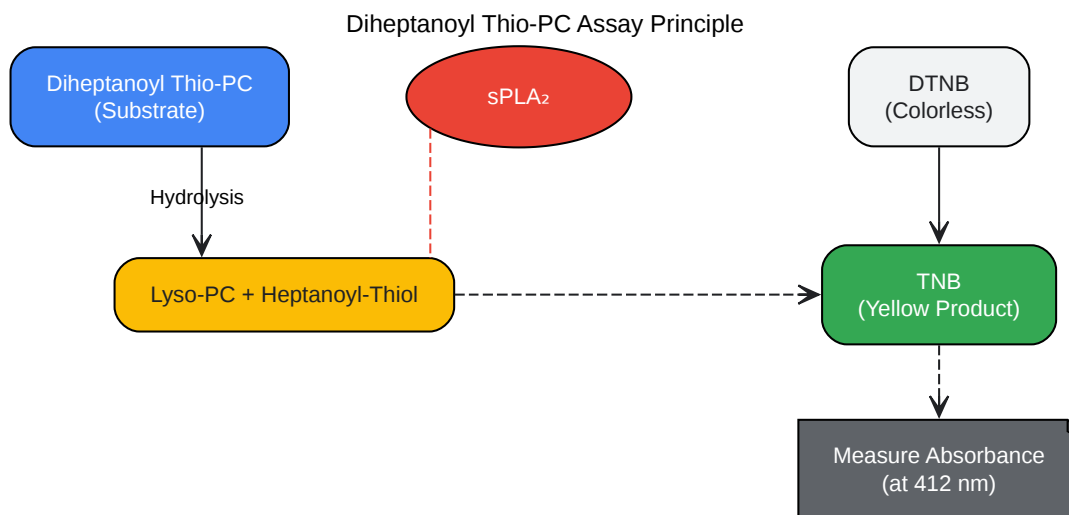 Diheptanoyl Thio-PC Assay Principle
Diheptanoyl Thio-PC
(Substrate)
sPLA₂
DTNB
(Colorless)
Hydrolysis
Lyso-PC + Heptanoyl-Thiol
TNB
(Yellow Product)
Measure Absorbance
(at 412 nm)